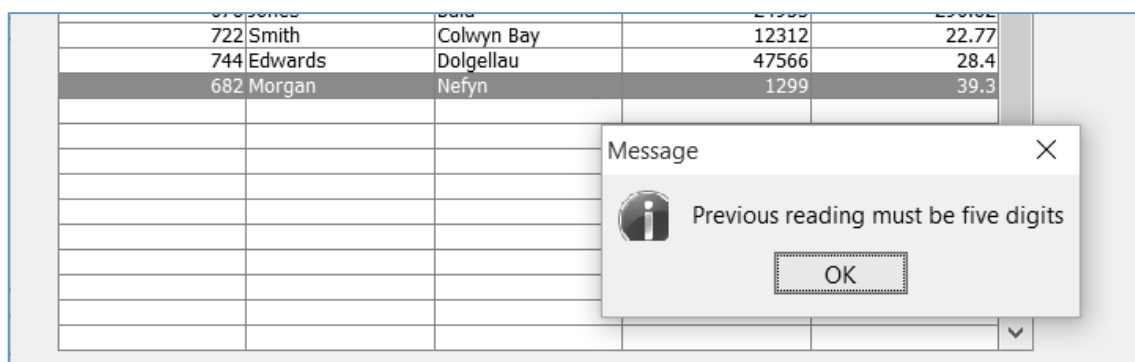 722 Smith Colwyn Bay 12312 22.77
744 Edwards Dolgellau 47566 28.4
682 Morgan Nefyn 1299 39.3
Message
Previous reading must be five digits
OK